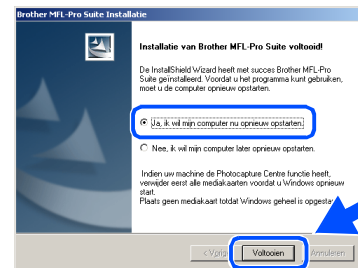 Brother MFL-Pro Suite Installatie
Installatie van Brother MFL-Pro Suite voltooid!
De InstallShield Wizard heeft met succes Brother MFL-Pro
Suite geïnstalleerd. Voordat u het programma kunt gebruiken,
moet u de computer opnieuw opstarten.
Ja, ik wil mijn computer nu opnieuw opstarten.
Nee, ik wil mijn computer later opnieuw opstarten.
Indien uw machine de Photocapture Centre functie heeft,
verwijder eerst alle mediakaarten voordat u Windows opnieuw
start.
Plaats geen mediakaart totdat Windows geheel is
< Vorige Voltooien Annuleren